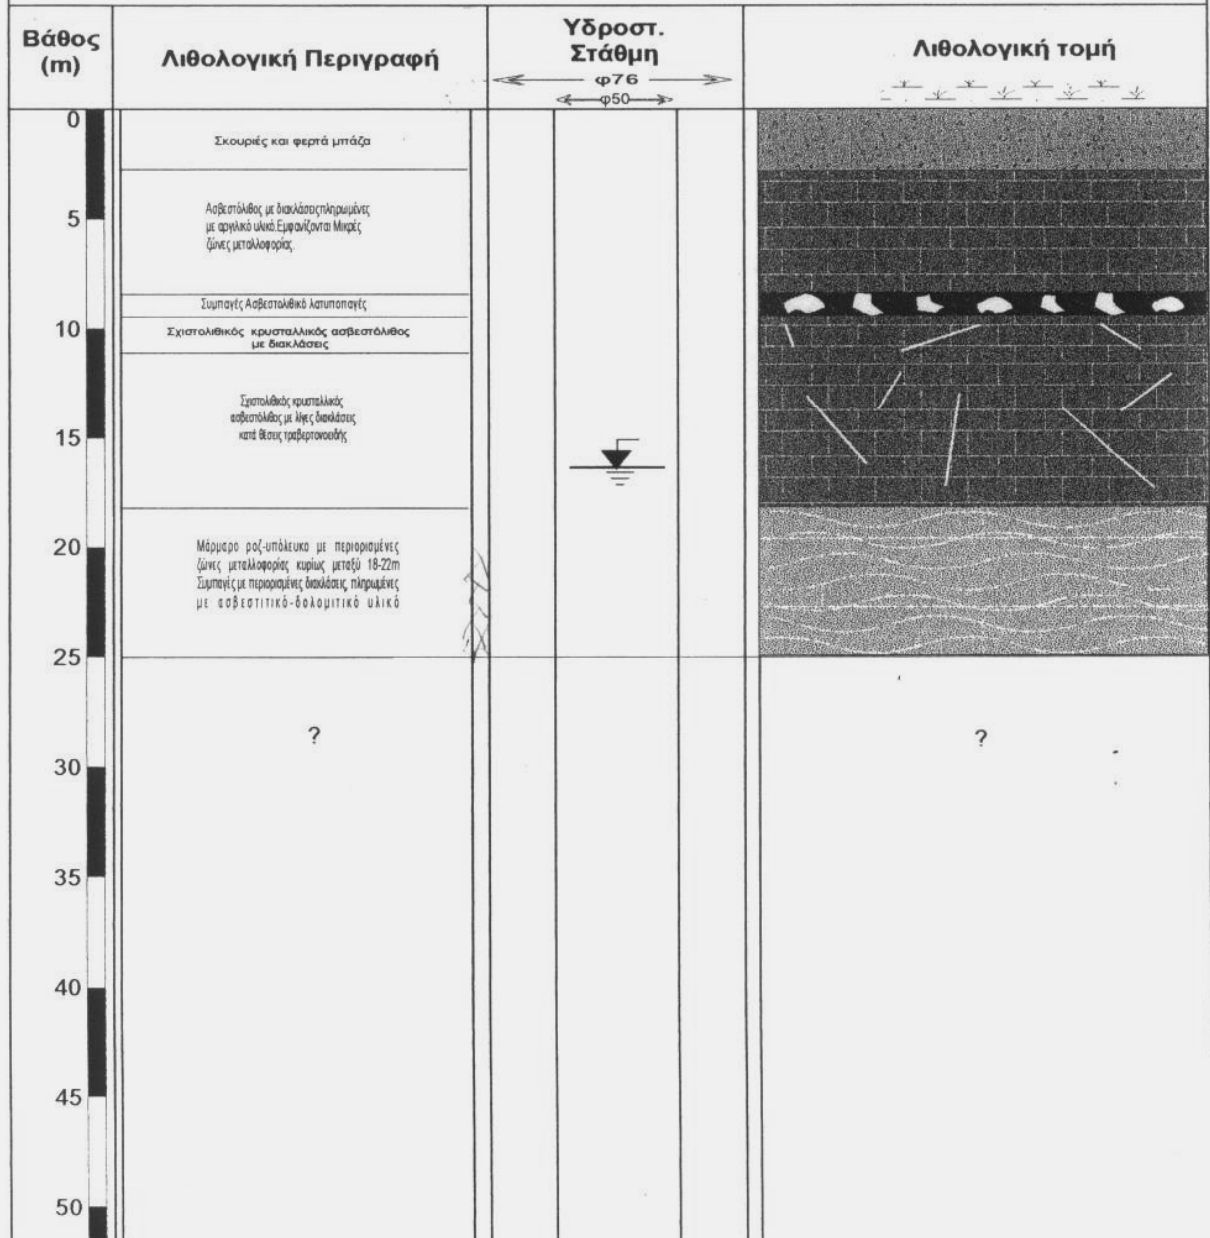 Βάθος
(m)
Λιθολογική Περιγραφή
Υδροστ.
Στάθμη
φ76
φ50
Λιθολογική τομή
0
Σκουριές και φερτά μπάζα
5
Ασβεστόλιθος με διακλάσεις πληρωμένες
με αργιλικό υλικό. Εμφανίζονται Μικρές
ζώνες μεταλλοφορίας.
Συμπαγές Ασβεστολιθικό λατυποπαγές
10
Σχιστολιθικός κρυσταλλικός ασβεστόλιθος
με διακλάσεις
Σχιστολιθικός κρυσταλλικός
ασβεστόλιθος με λίγες διακλάσεις
κατά θέσεις τραβερτονοειδής
15
20
Μάρμαρο ροζ-υπόλευκο με περιορισμένες
ζώνες μεταλλοφορίας κυρίως μεταξύ 18-22m
Συμπαγές με περιορισμένες διακλάσεις, πληρωμένες
με ασβεστιτικό-δολομιτικό υλικό
25
?
?
30
35
40
45
50